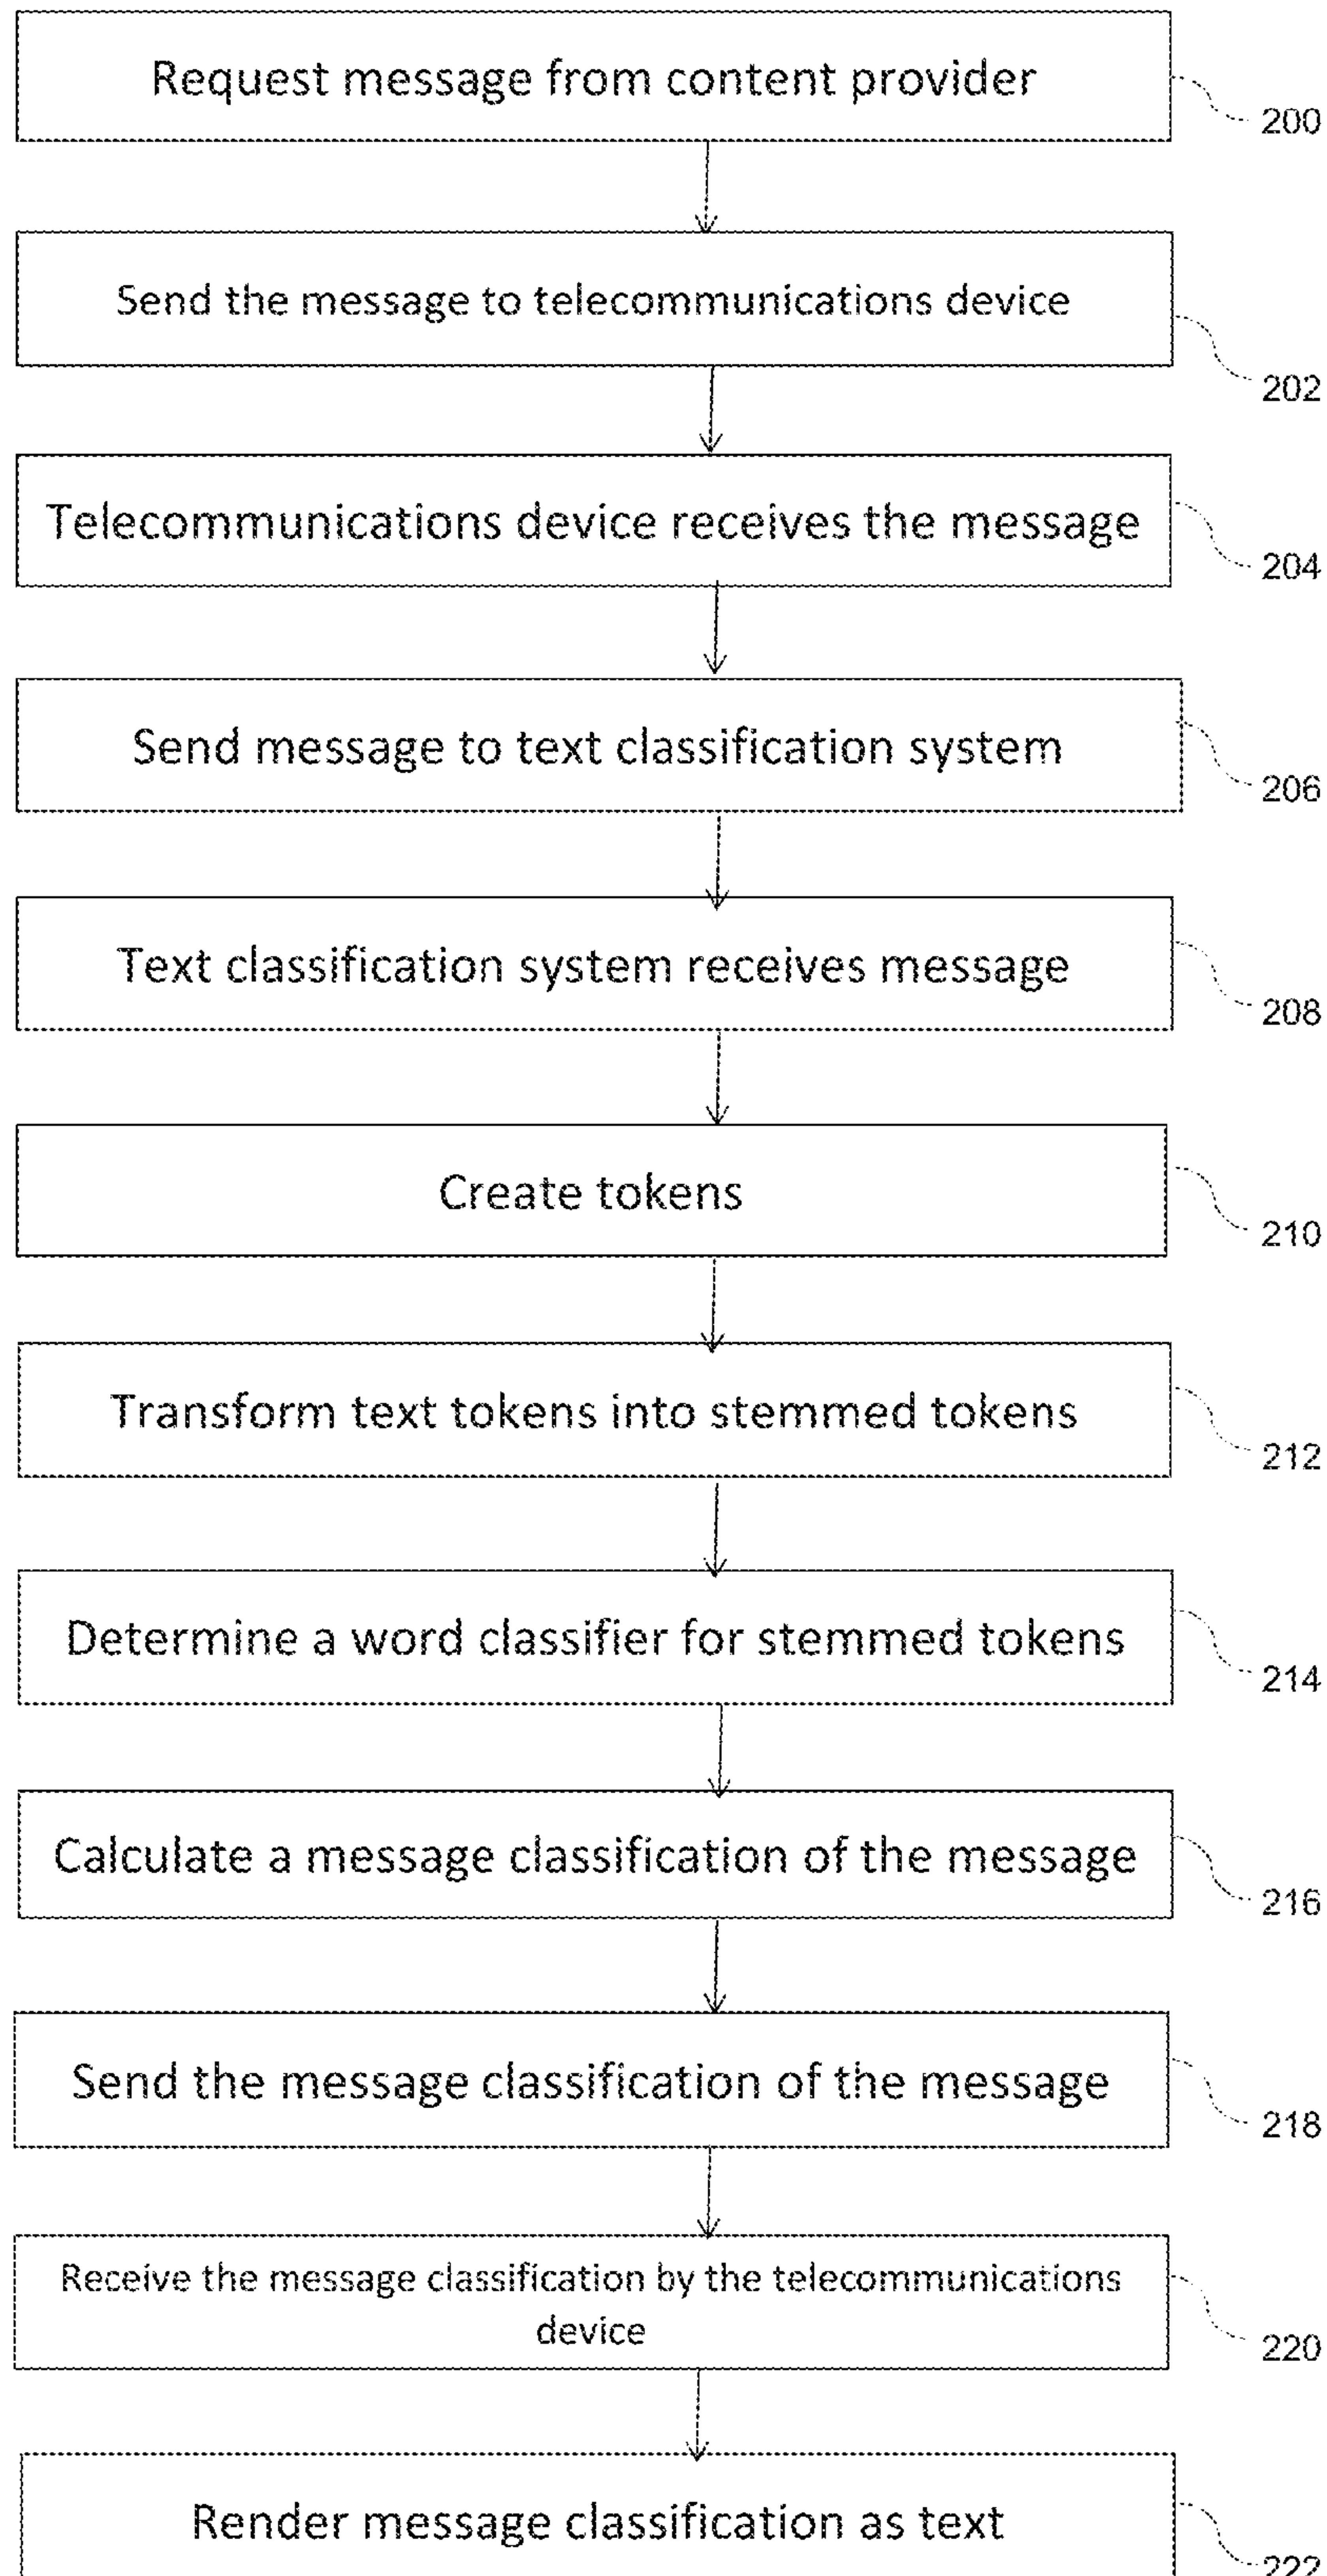 Request message from content provider
200
Send the message to telecommunications device
202
Telecommunications device receives the message
204
Send message to text classification system
206
Text classification system receives message
208
Create tokens
210
Transform text tokens into stemmed tokens
212
Determine a word classifier for stemmed tokens
214
Calculate a message classification of the message
216
Send the message classification of the message
218
Receive the message classification by the telecommunications
device
220
Render message classification as text
222